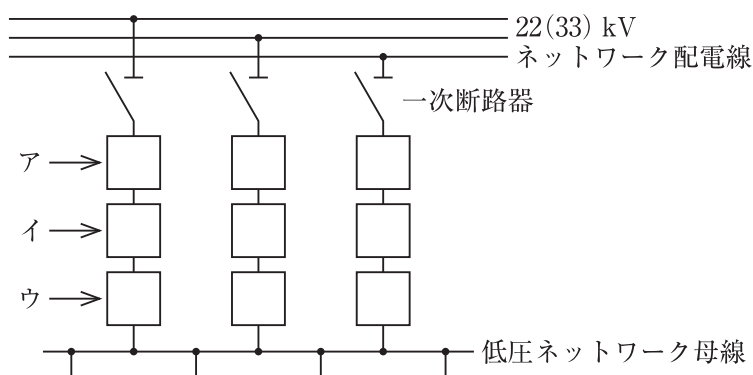 22(33) kV
ネットワーク配電線
一次断路器
ア
イ
ウ
低圧ネットワーク母線